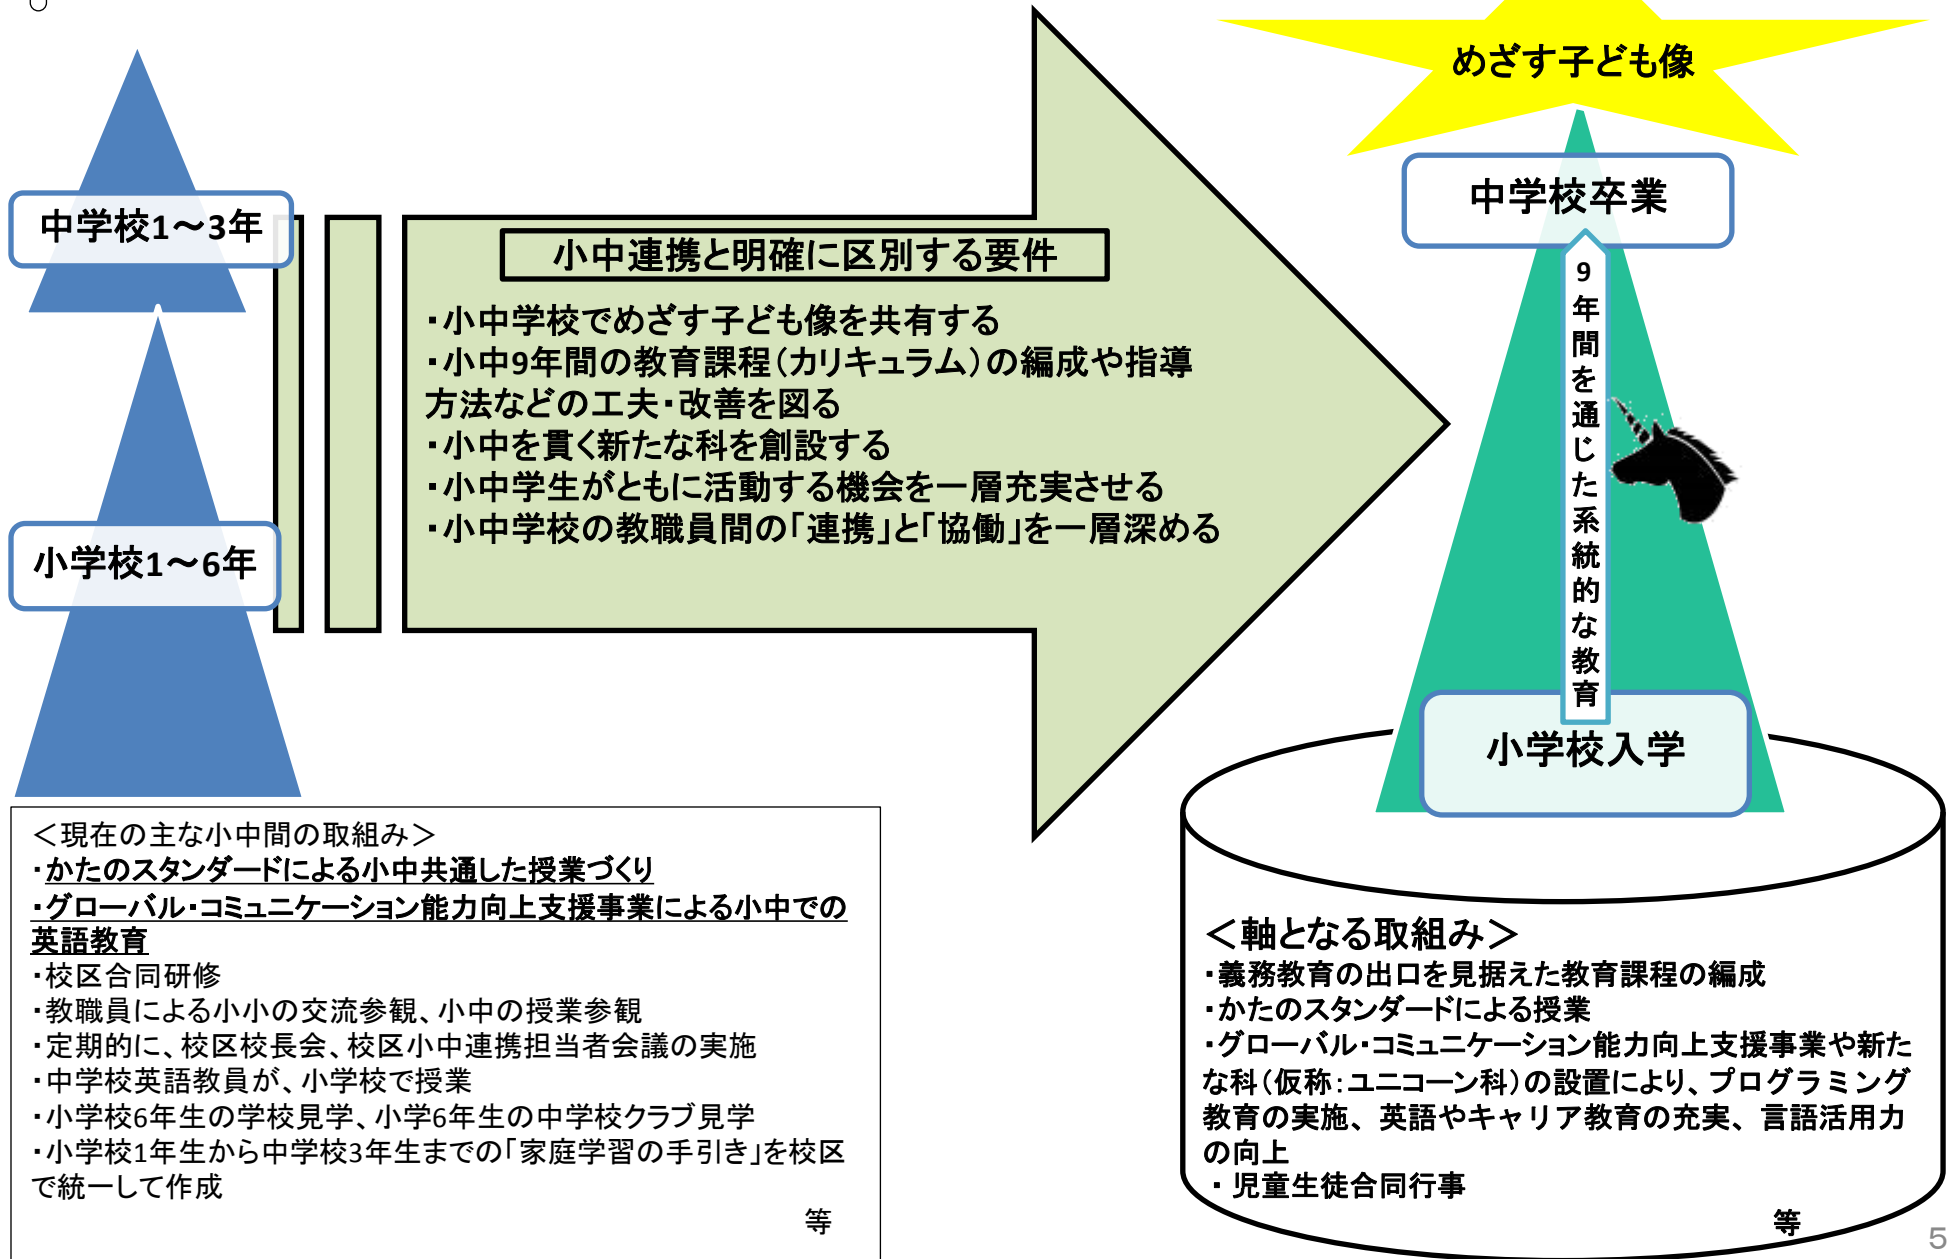 めざす子ども像
中学校1～3年
小学校1～6年
小中連携と明確に区別する要件
・小中学校でめざす子ども像を共有する
・小中9年間の教育課程(カリキュラム)の編成や指導
方法などの工夫・改善を図る
・小中を貫く新たな科を創設する
・小中学生がともに活動する機会を一層充実させる
・小中学校の教職員間の「連携」と「協働」を一層深める
中学校卒業
9年間を通じた系統的な教育
小学校入学
＜現在の主な小中間の取組み＞
・かたのスタンダードによる小中共通した授業づくり
・グローバル・コミュニケーション能力向上支援事業による小中での
英語教育
・校区合同研修
・教職員による小小の交流参観、小中の授業参観
・定期的に、校区校長会、校区小中連携担当者会議の実施
・中学校英語教員が、小学校で授業
・小学校6年生の学校見学、小学6年生の中学校クラブ見学
・小学校1年生から中学校3年生までの「家庭学習の手引き」を校区
で統一して作成
等
＜軸となる取組み＞
・義務教育の出口を見据えた教育課程の編成
・かたのスタンダードによる授業
・グローバル・コミュニケーション能力向上支援事業や新た
な科(仮称:ユニコーン科)の設置により、プログラミング
教育の実施、英語やキャリア教育の充実、言語活用力
の向上
・児童生徒合同行事
等
5